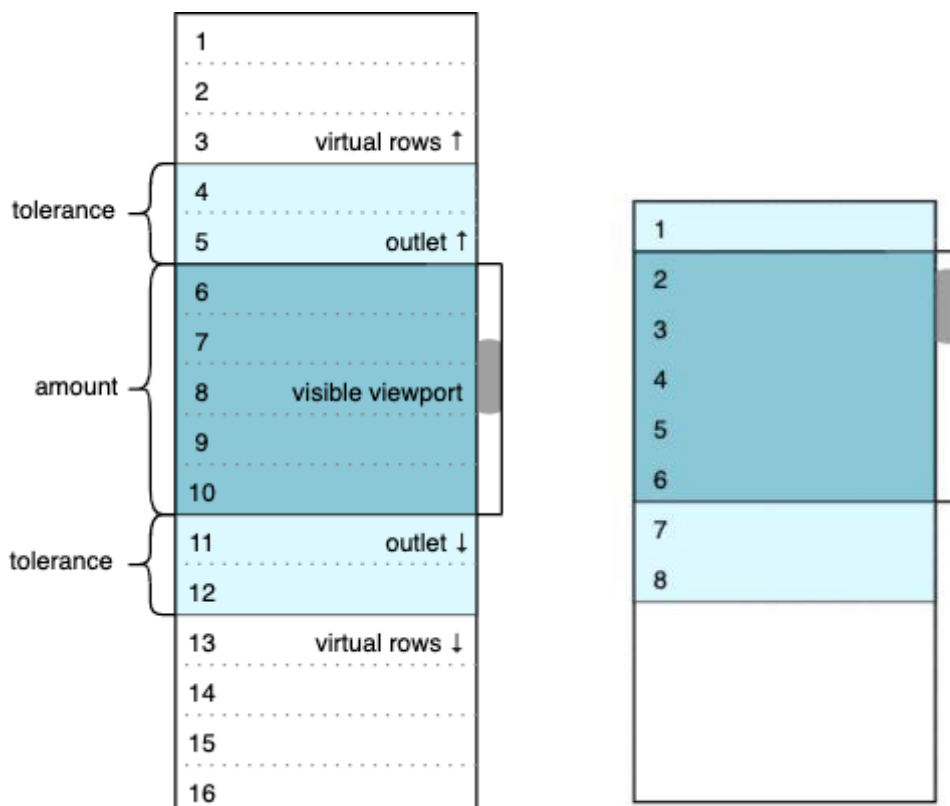 1
2
3 virtual rows ↑
tolerance
4
5 outlet ↑
6
7
amount
8 visible viewport
9
10
tolerance
11 outlet ↓
12
13 virtual rows ↓
14
15
16
1
2
3
4
5
6
7
8